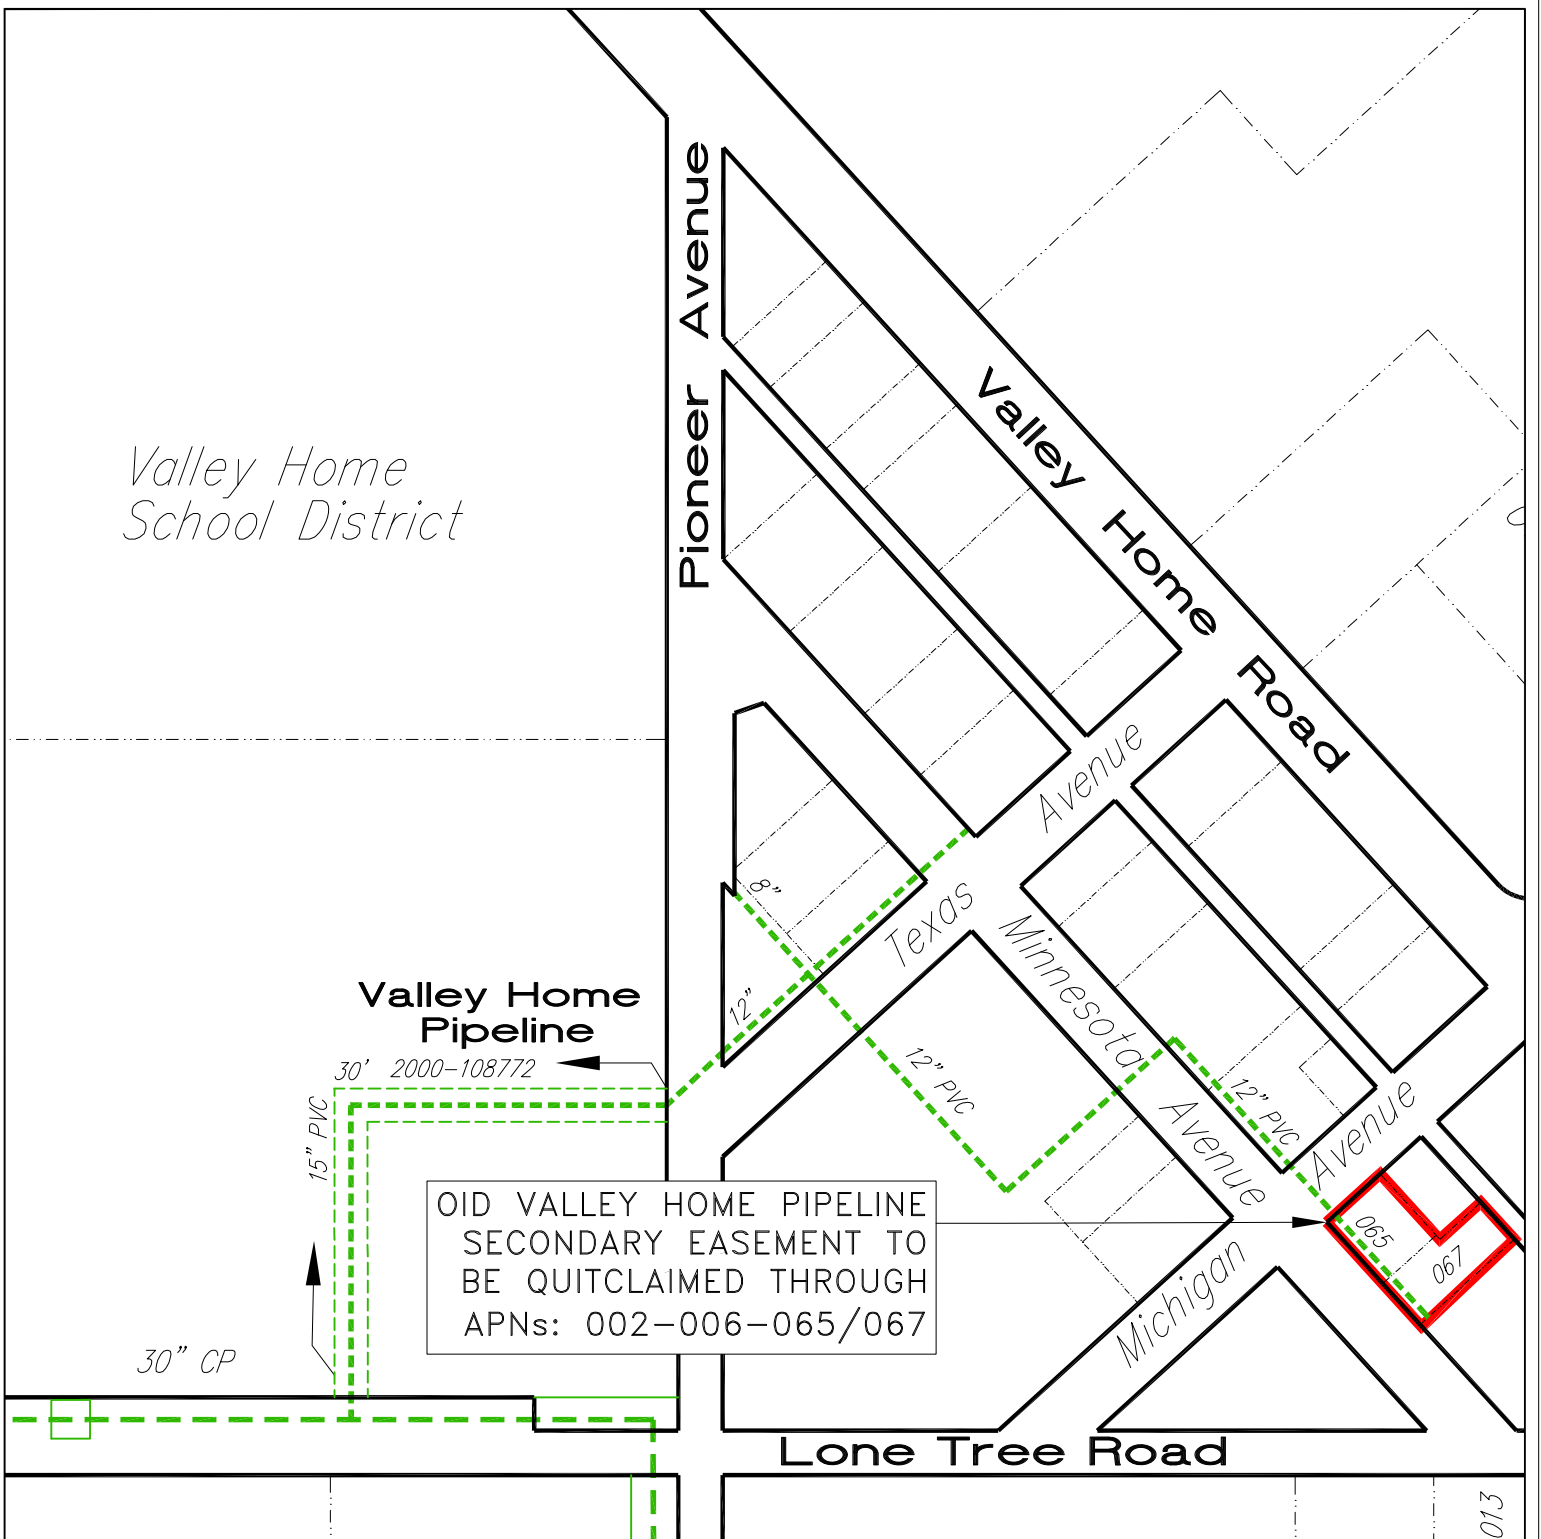 Pioneer Avenue
Valley Home Road
Valley Home
School District
Texas Avenue
8"
12"
Minnesota Avenue
Valley Home
Pipeline
30' 2000-108772
15" PVC
12" PVC
12" PVC
Michigan Avenue
OID VALLEY HOME PIPELINE
SECONDARY EASEMENT TO
BE QUITCLAIMED THROUGH
APNs: 002-006-065/067
065
067
30" CP
Lone Tree Road
013